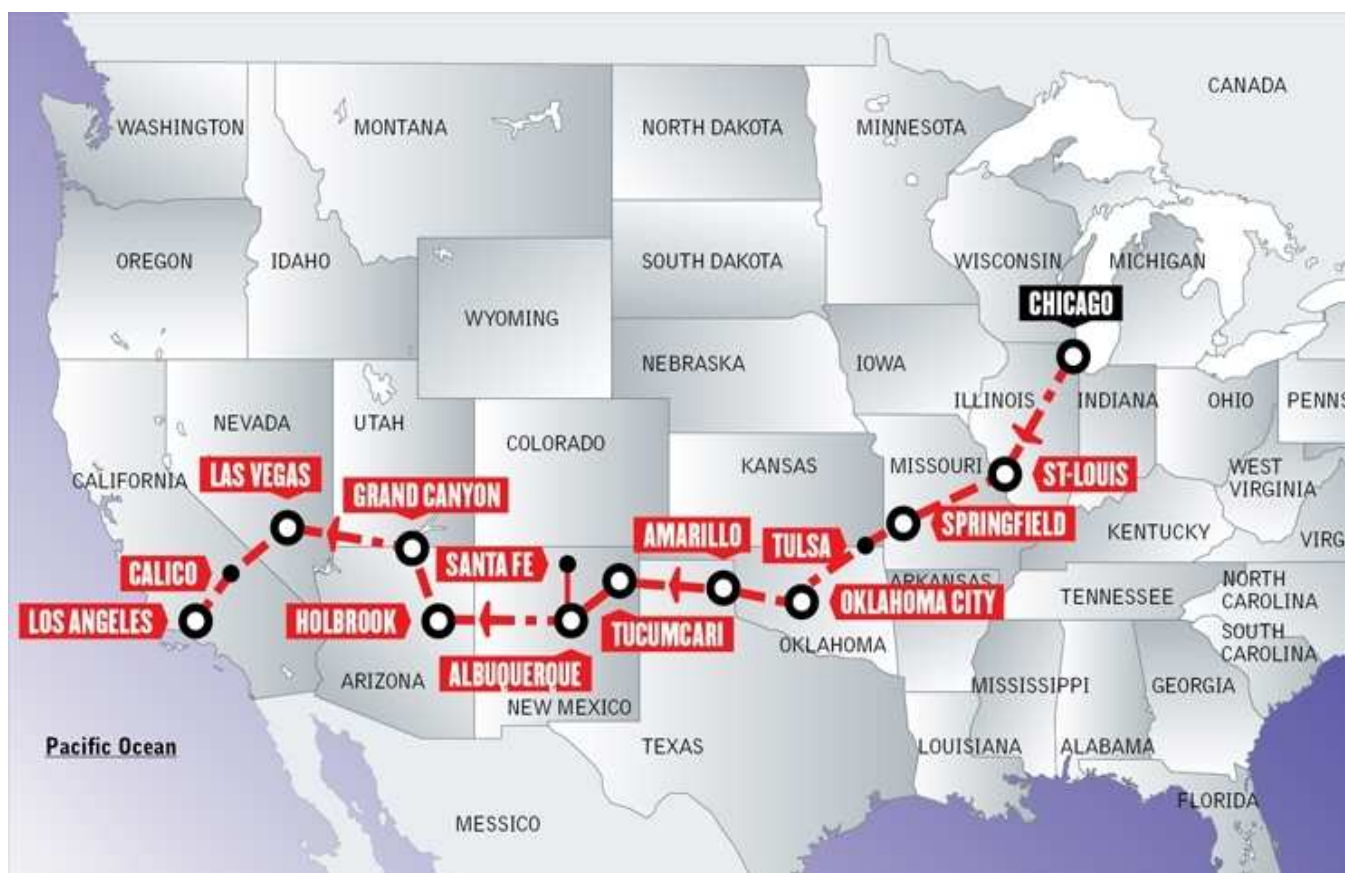 CANADA
WASHINGTON
MONTANA
NORTH DAKOTA
MINNESOTA
OREGON
IDAHO
SOUTH DAKOTA
WISCONSIN
MICHIGAN
CHICAGO
WYOMING
NEBRASKA
IOWA
ILLINOIS
INDIANA
OHIO
PENNS
NEVADA
UTAH
COLORADO
KANSAS
MISSOURI
ST-LOUIS
WEST
VIRGINIA
CALIFORNIA
LAS VEGAS
GRAND CANYON
AMARILLO
TULSA
SPRINGFIELD
KENTUCKY
VIRG
CALICO
SANTA FE
ARKANSAS
TENNESSEE
NORTH
CAROLINA
LOS ANGELES
HOLBROOK
TUCUMCARI
OKLAHOMA CITY
OKLAHOMA
SOUTH
CAROLINA
ARIZONA
ALBUQUERQUE
NEW MEXICO
MISSISSIPPI
GEORGIA
Pacific Ocean
TEXAS
LOUISIANA
ALABAMA
FLORIDA
MESSICO